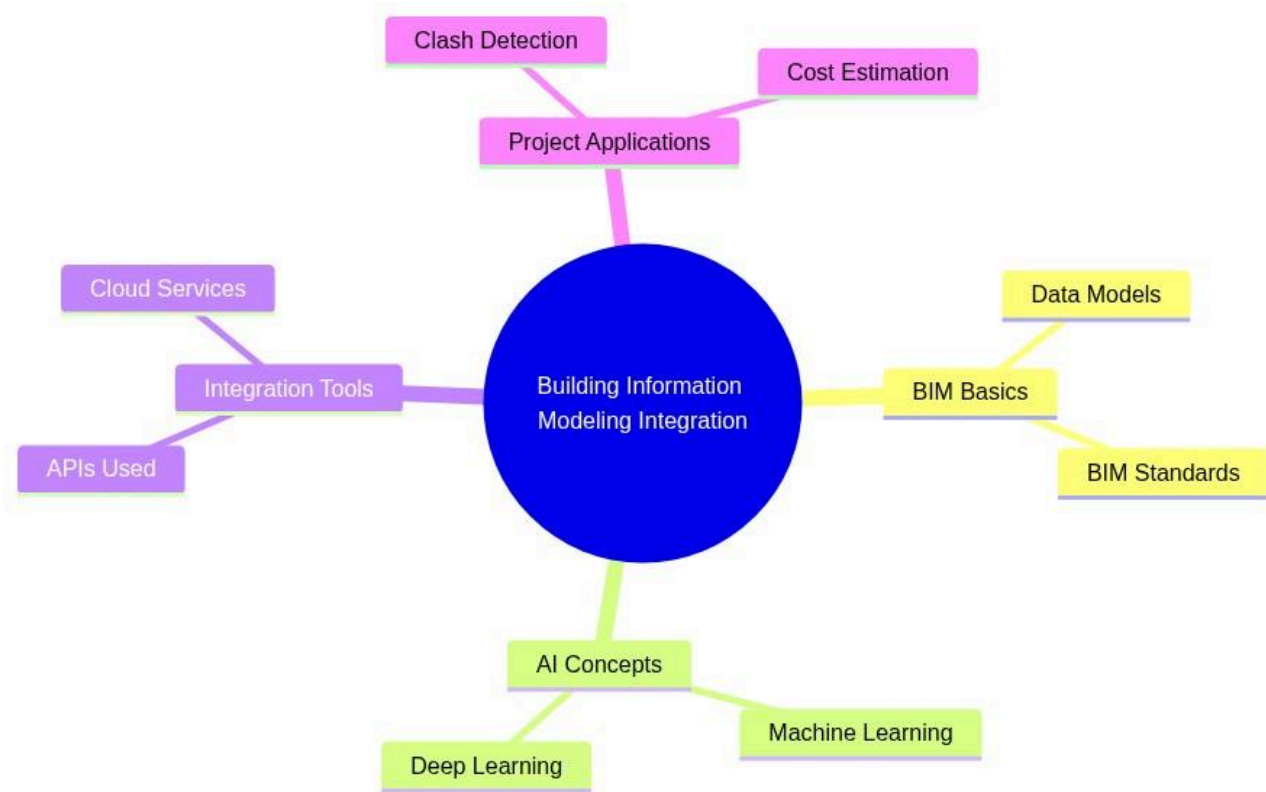 Clash Detection
Cost Estimation
Project Applications
Cloud Services
Integration Tools
APIs Used
Building Information
Modeling Integration
Data Models
BIM Basics
BIM Standards
AI Concepts
Machine Learning
Deep Learning